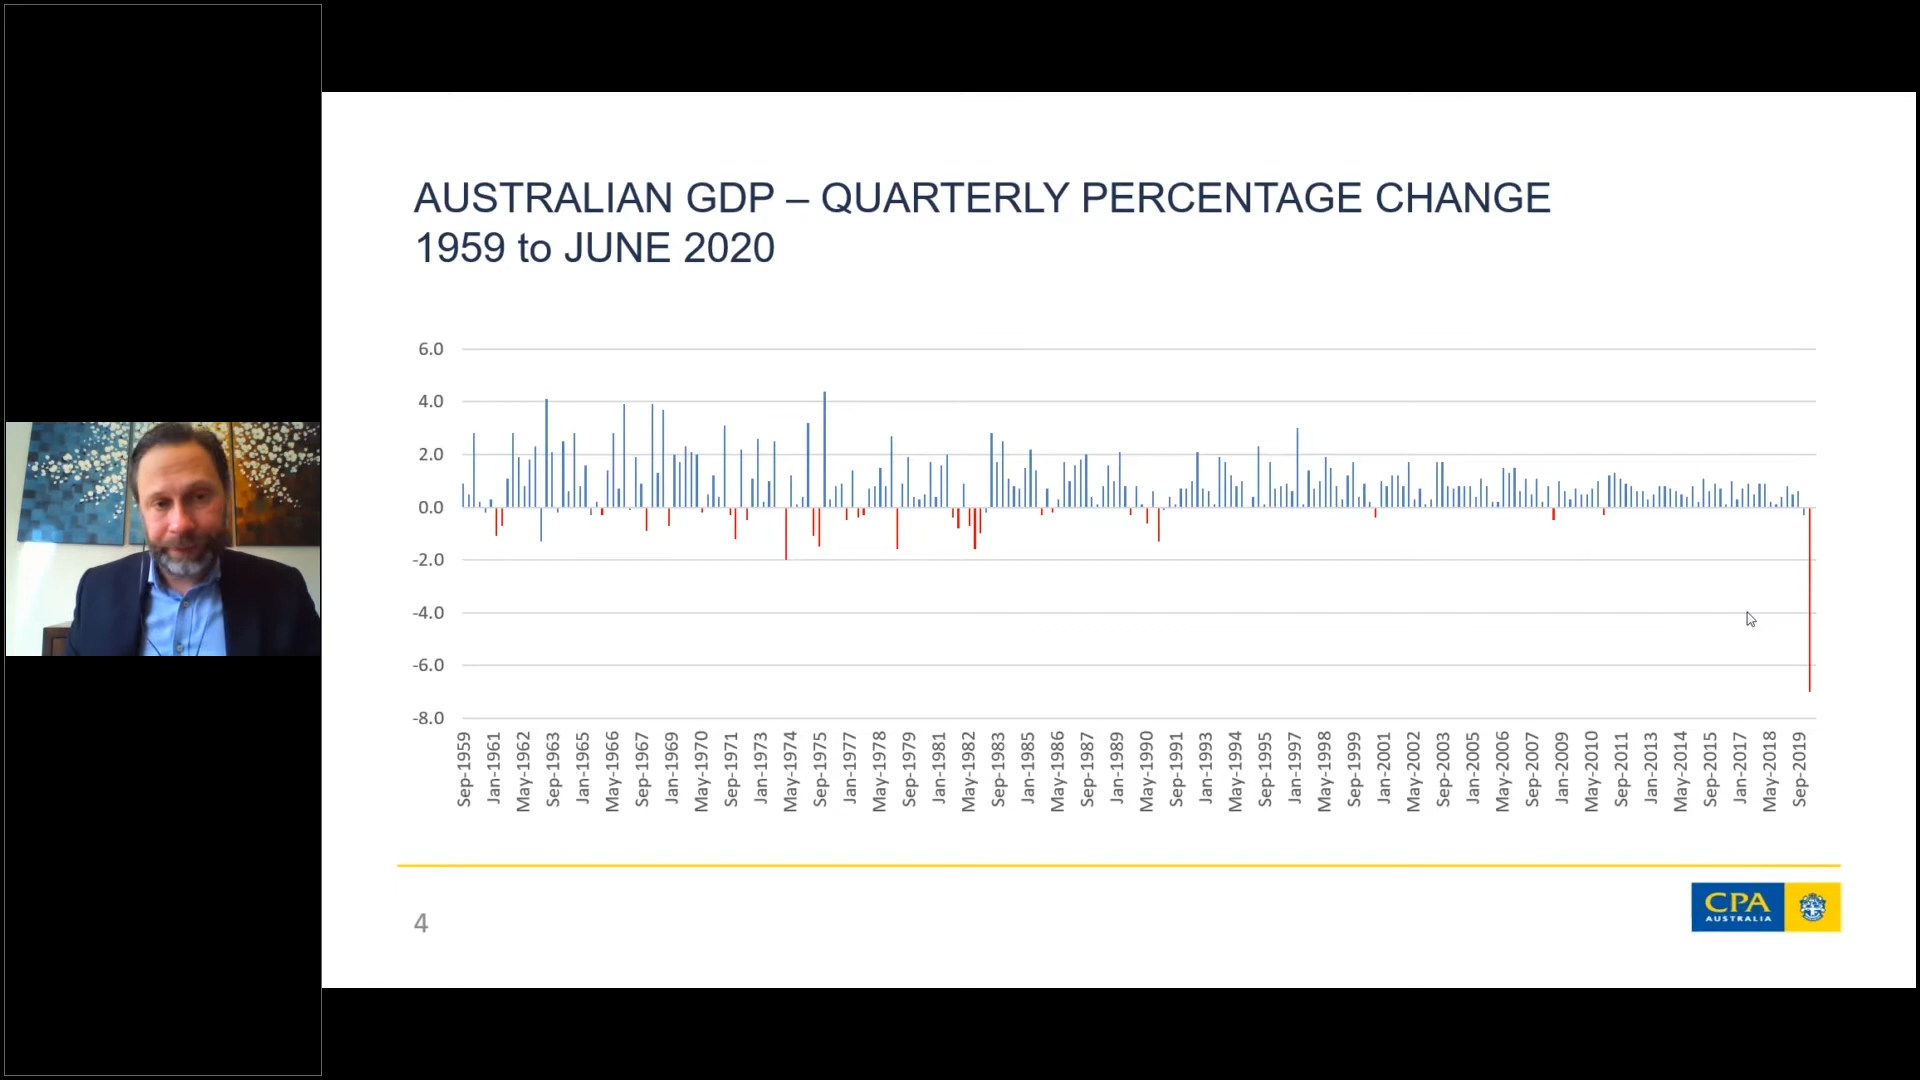 AUSTRALIAN GDP – QUARTERLY PERCENTAGE CHANGE
1959 to JUNE 2020
6.0
4.0
2.0
0.0
-2.0
-4.0
-6.0
-8.0
Sep-1959
Jan-1961
May-1962
Sep-1963
Jan-1965
May-1966
Sep-1967
Jan-1969
May-1970
Sep-1971
Jan-1973
May-1974
Sep-1975
Jan-1977
May-1978
Sep-1979
Jan-1981
May-1982
Sep-1983
Jan-1985
May-1986
Sep-1987
Jan-1989
May-1990
Sep-1991
Jan-1993
May-1994
Sep-1995
Jan-1997
May-1998
Sep-1999
Jan-2001
May-2002
Sep-2003
Jan-2005
May-2006
Sep-2007
Jan-2009
May-2010
Sep-2011
Jan-2013
May-2014
Sep-2015
Jan-2017
May-2018
Sep-2019
4
CPA
AUSTRALIA